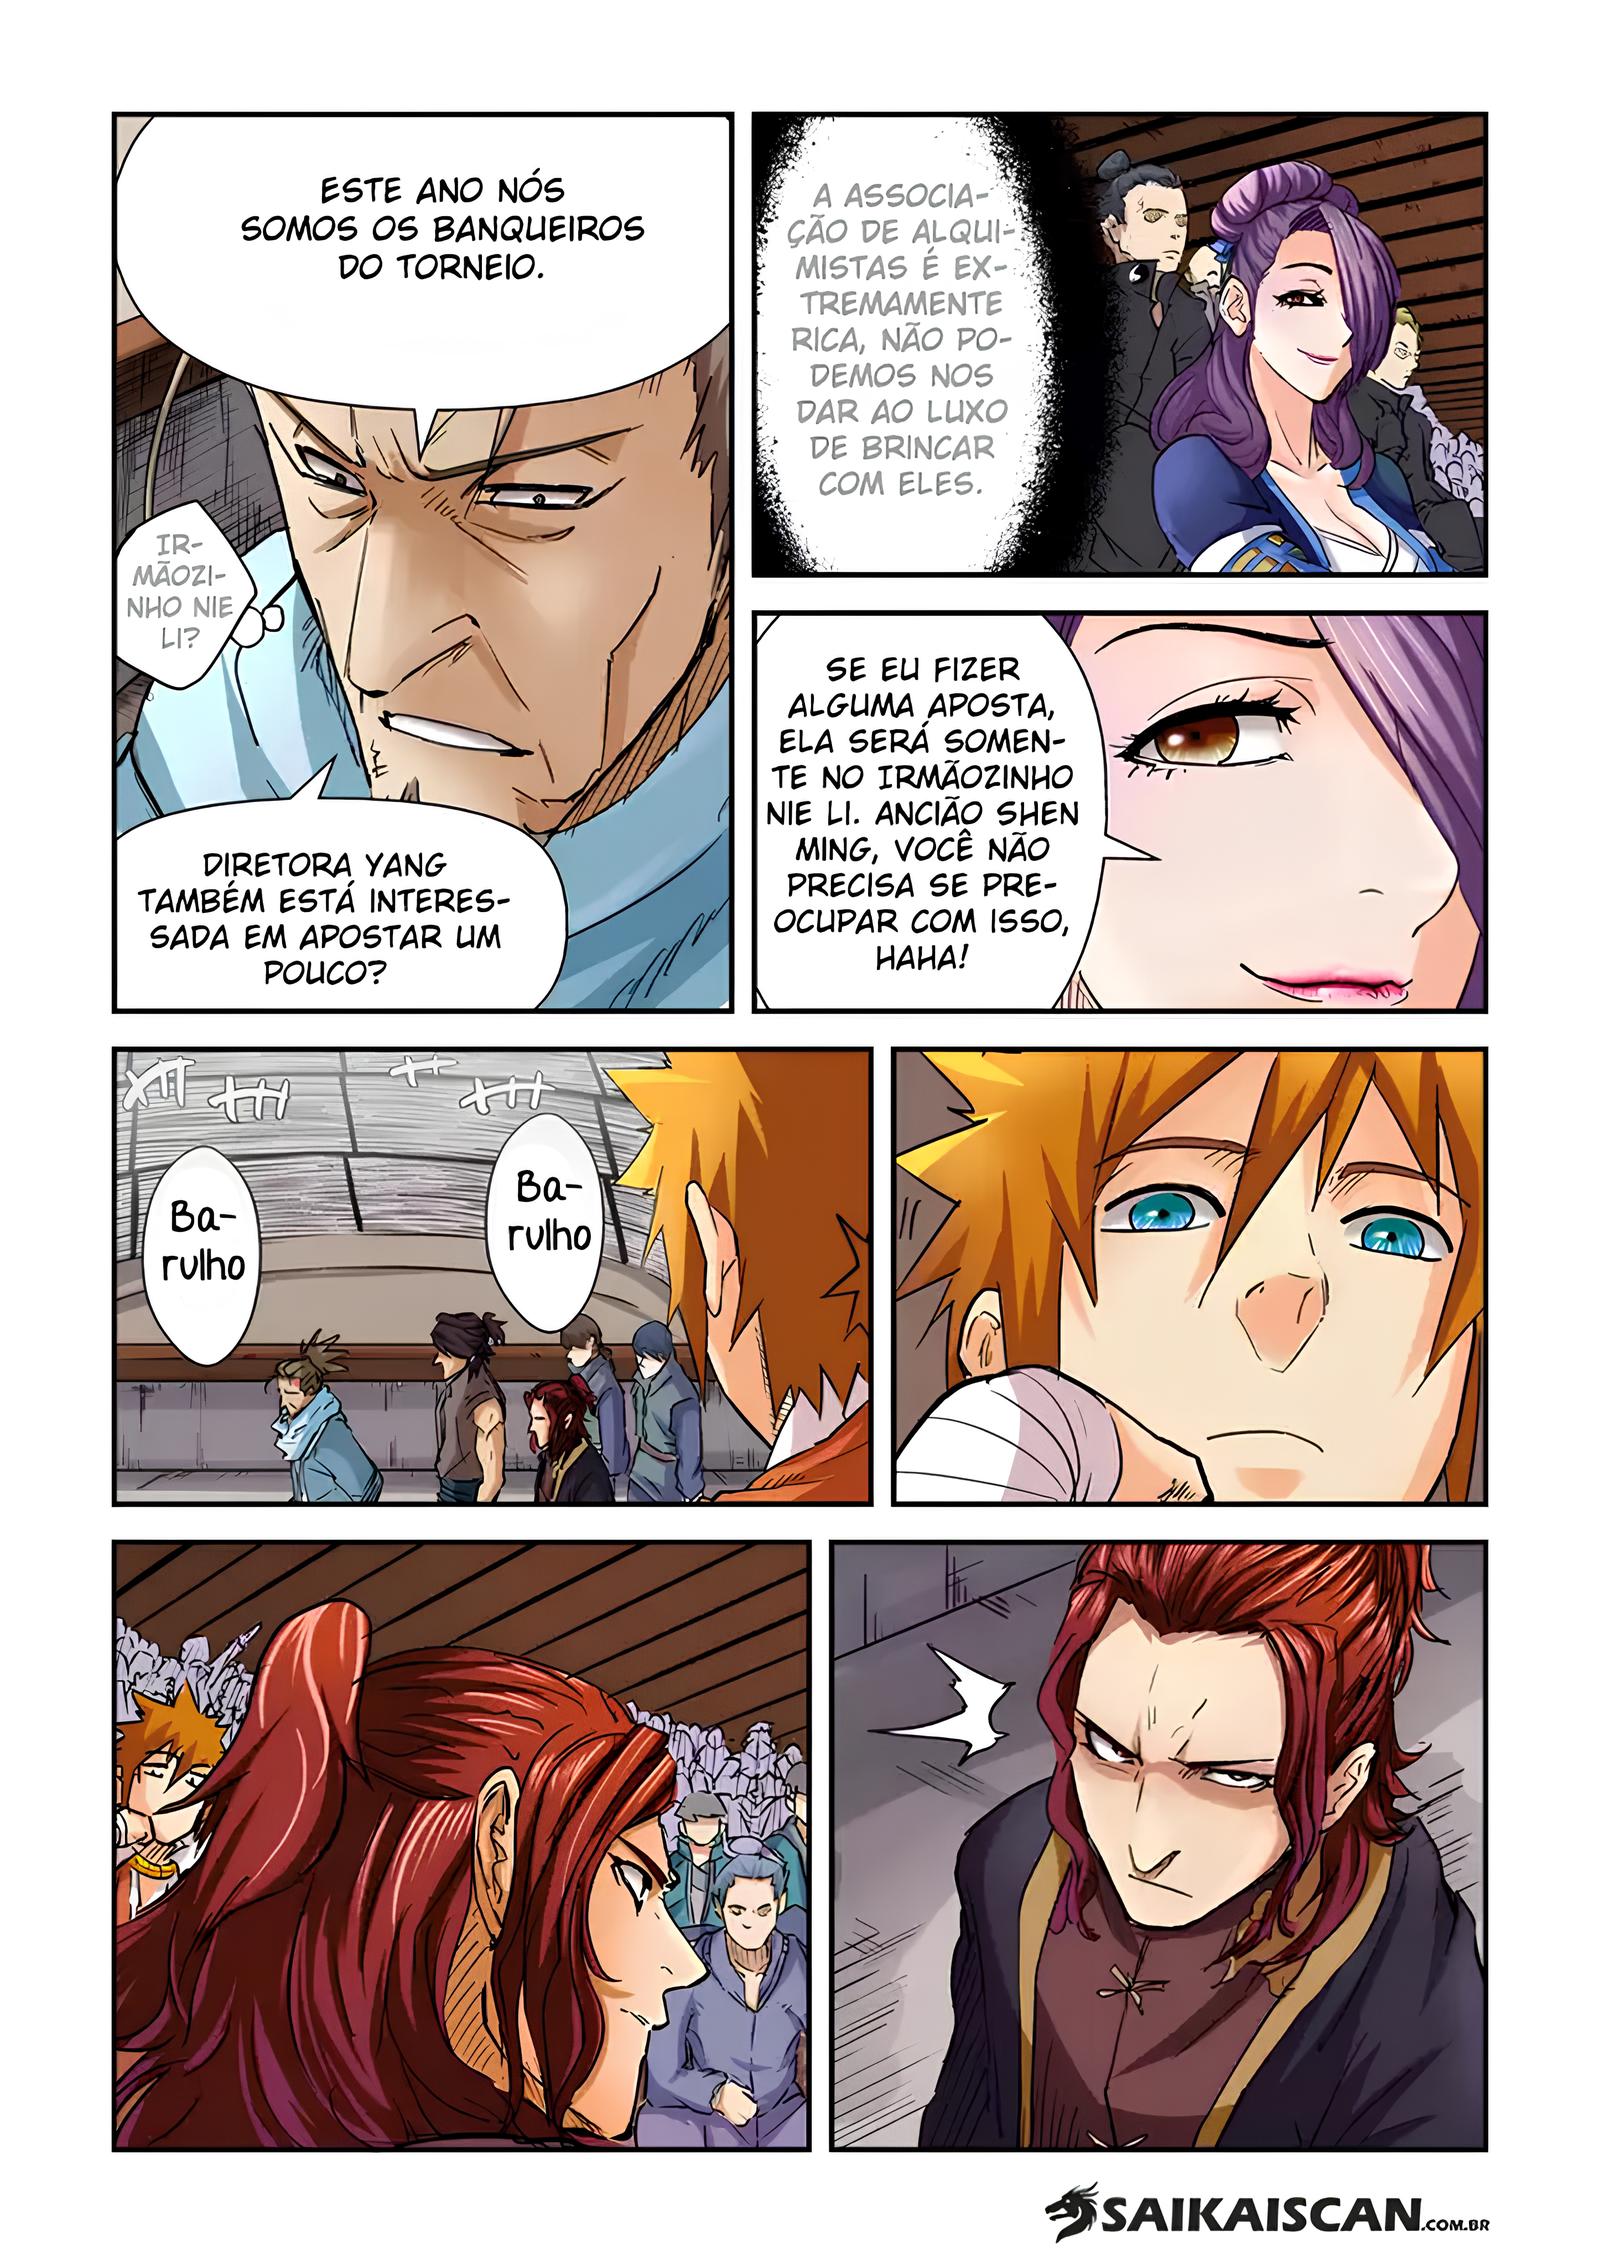 ESTE ANO NÓS
SOMOS OS BANQUEIROS
DO TORNEIO.
IR-
MÃOZI-
NHO NIE
LI?
DIRETORA YANG
TAMBÉM ESTÁ INTERES-
SADA EM APOSTAR UM
POUCO?
A ASSOCIA-
ÇÃO DE ALQUI-
MISTAS É EX-
TREMAMENTE
RICA, NÃO PO-
DEMOS NOS
DAR AO LUXO
DE BRINCAR
COM ELES.
SE EU FIZER
ALGUMA APOSTA,
ELA SERÁ SOMEN-
TE NO IRMÃOZINHO
NIE LI. ANCIÃO SHEN
MING, VOCÊ NÃO
PRECISA SE PRE-
OCUPAR COM ISSO,
HAHA!
Ba-
rulho
Ba-
rulho
SAIKAISCAN.COM.BR